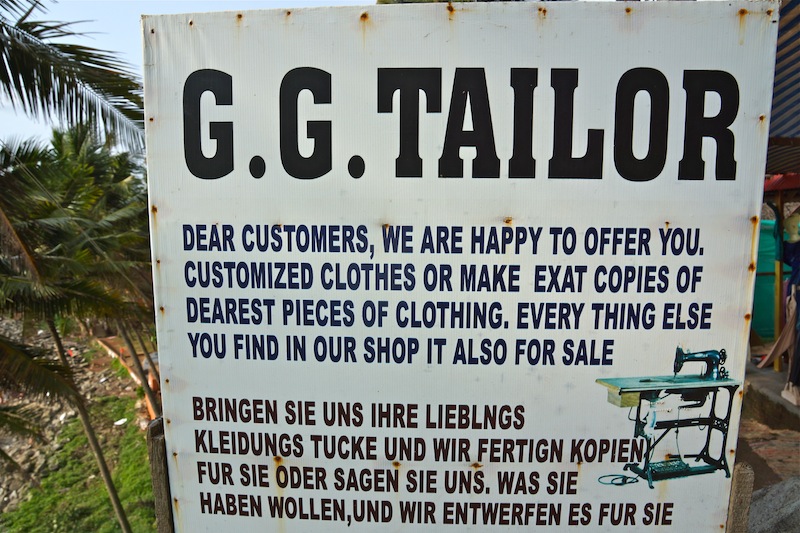 G.G.TAILOR
DEAR CUSTOMERS, WE ARE HAPPY TO OFFER YOU.
CUSTOMIZED CLOTHES OR MAKE EXAT COPIES OF
DEAREST PIECES OF CLOTHING. EVERY THING ELSE
YOU FIND IN OUR SHOP IT ALSO FOR SALE
BRINGEN SIE UNS IHRE LIEBLNGS
KLEIDUNGS TUCKE UND WIR FERTIGN KOPIEN
FUR SIE ODER SAGEN SIE UNS. WAS SIE
HABEN WOLLEN,UND WIR ENTWERFEN ES FUR SIE